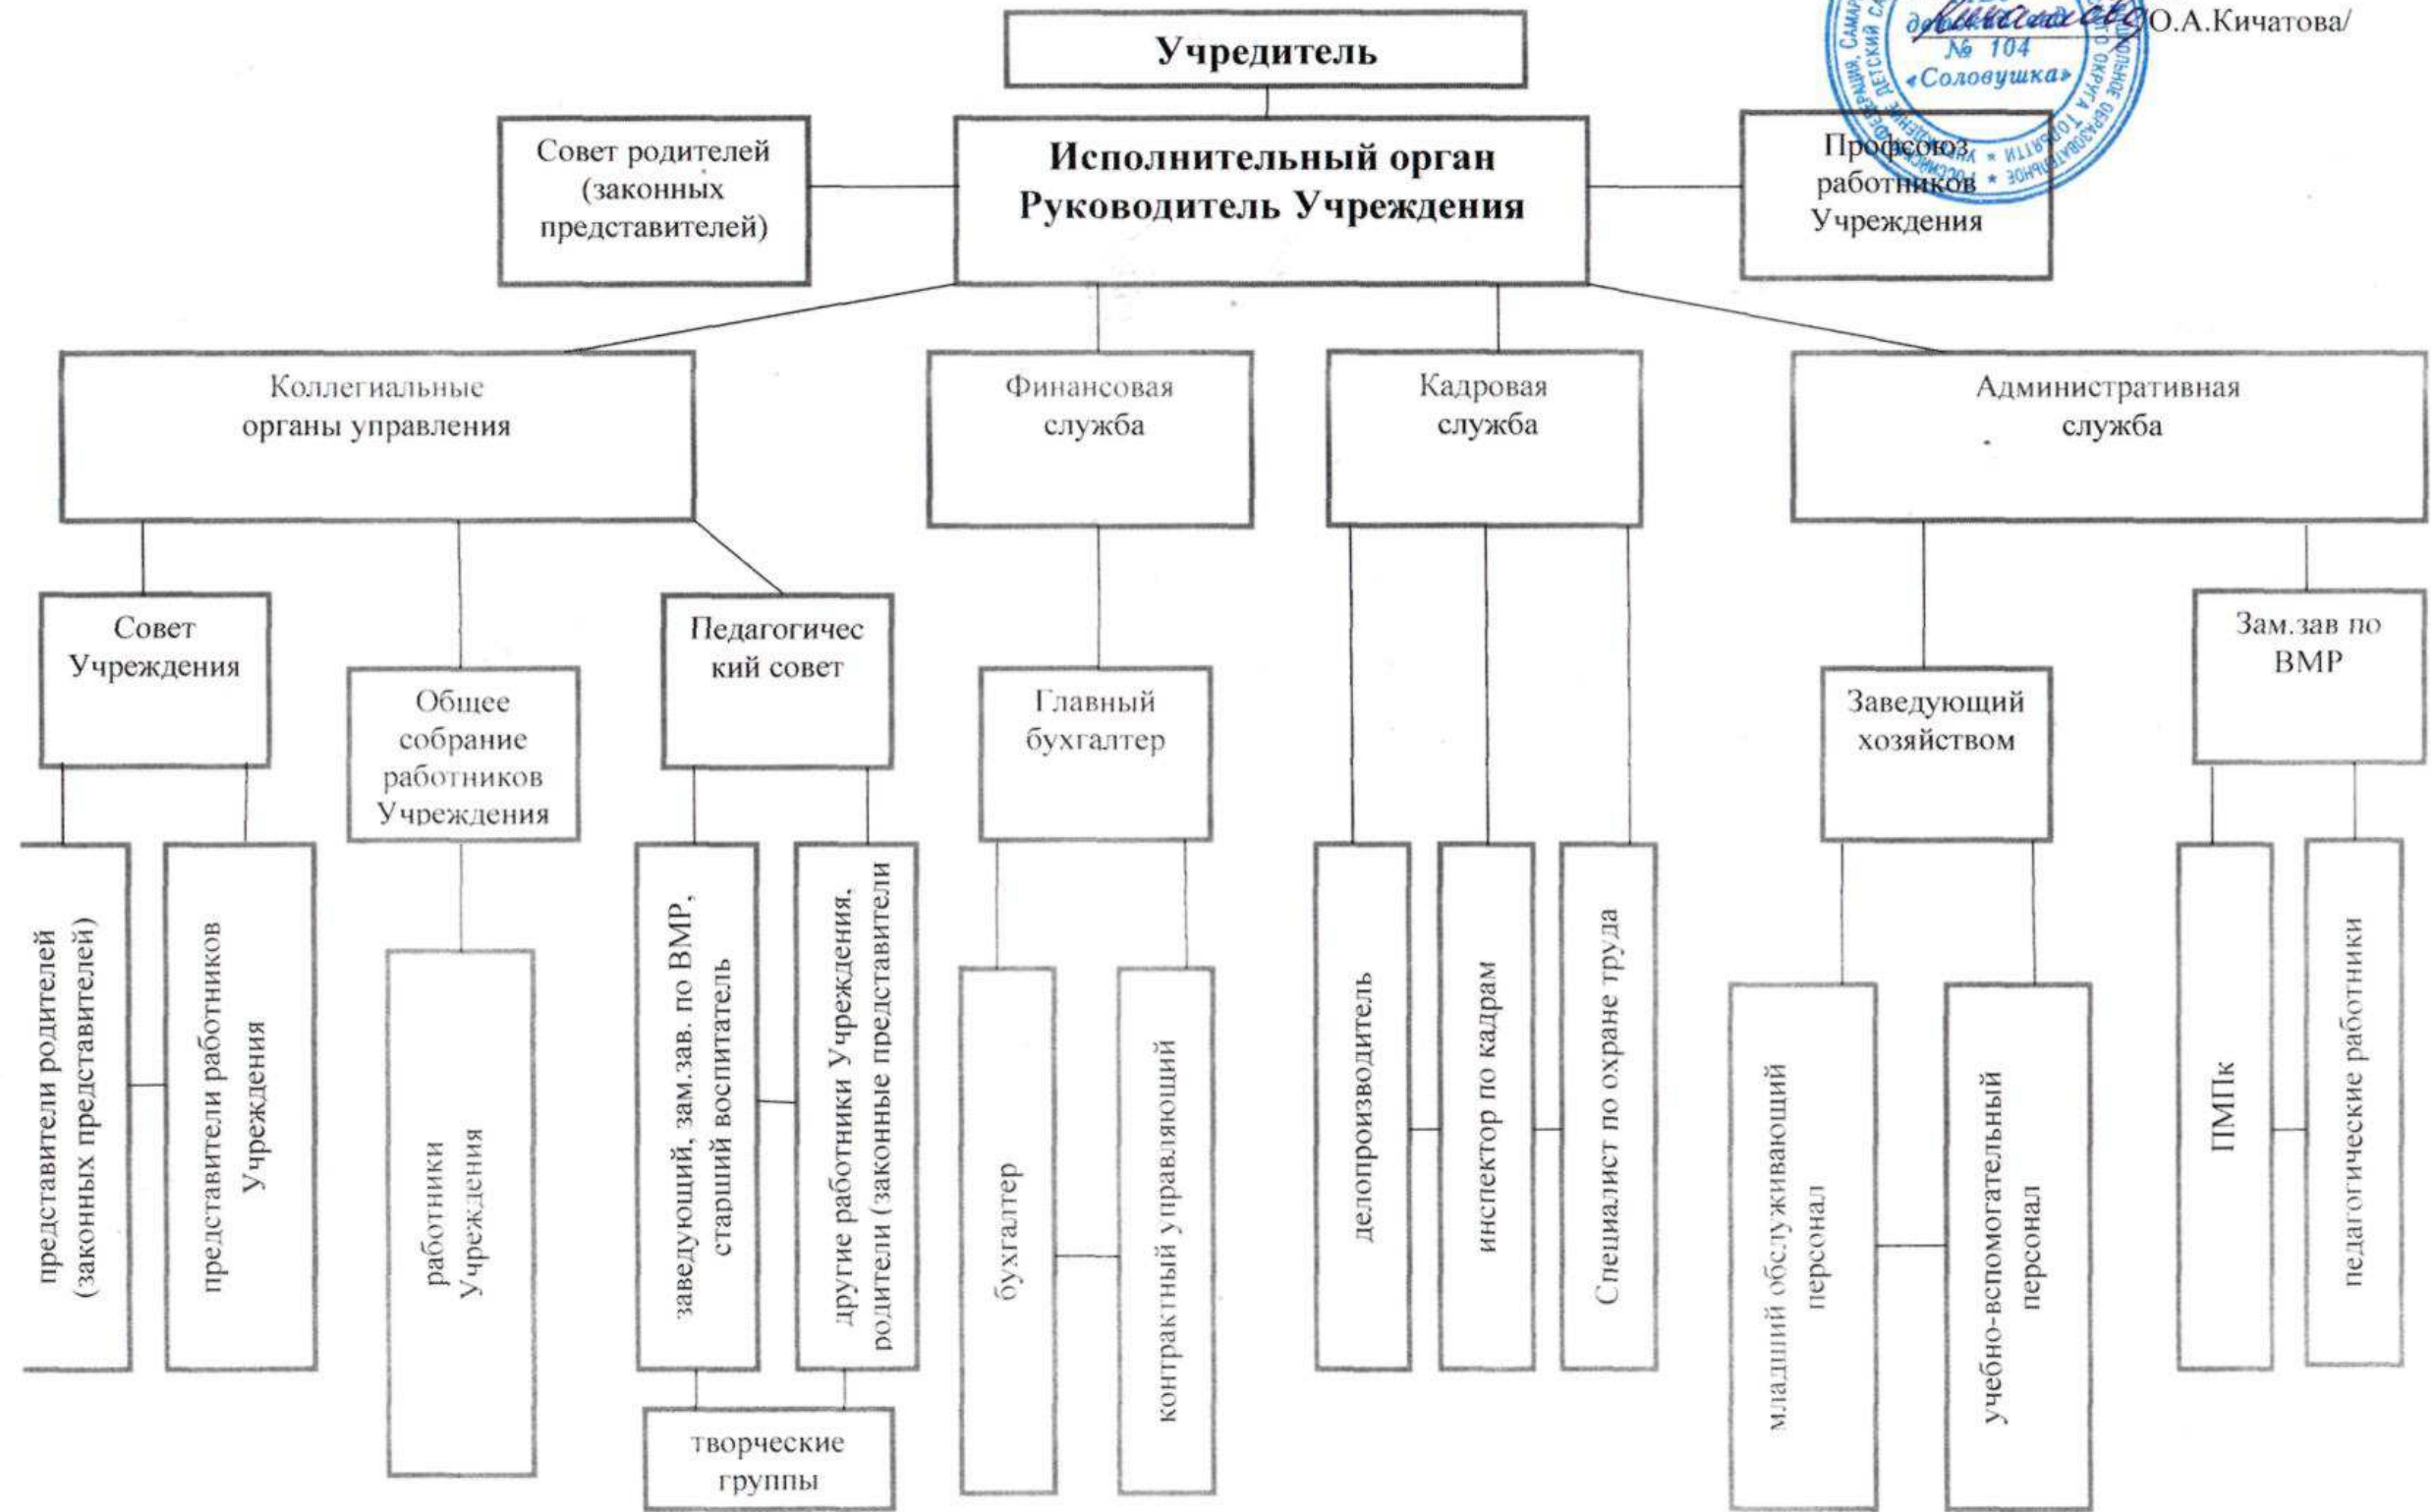 О.А.Кичатова/
№ 104
«Соловушка»
Учредитель
Совет родителей
(законных
представителей)
Исполнительный орган
Руководитель Учреждения
Профсоюз
работников
Учреждения
Коллегиальные
органы управления
Финансовая
служба
Кадровая
служба
Административная
служба
Совет
Учреждения
Общее
собрание
работников
Учреждения
Педагогичес
кий совет
Главный
бухгалтер
Заведующий
хозяйством
Зам.зав по
ВМР
представители родителей
(законных представителей)
представители работников
Учреждения
работники
Учреждения
заведующий, зам.зав. по ВМР,
старший воспитатель
другие работники Учреждения,
родители (законные представители
творческие
группы
бухгалтер
контрактный управляющий
делопроизводитель
инспектор по кадрам
Специалист по охране труда
младший обслуживающий
персонал
учебно-вспомогательный
персонал
ПМПк
педагогические работники